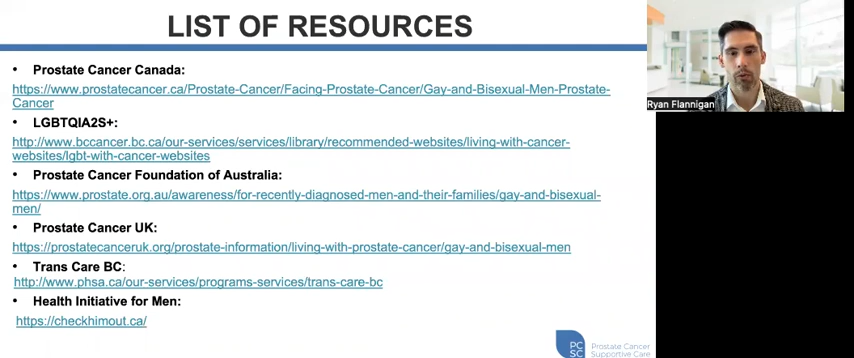 LIST OF RESOURCES
• Prostate Cancer Canada:
https://www.prostatecancer.ca/Prostate-Cancer/Facing-Prostate-Cancer/Gay-and-Bisexual-Men-Prostate-
Cancer
• LGBTQIA2S+:
http://www.bccancer.bc.ca/our-services/services/library/recommended-websites/living-with-cancer-
websites/lgbt-with-cancer-websites
• Prostate Cancer Foundation of Australia:
https://www.prostate.org.au/awareness/for-recently-diagnosed-men-and-their-families/gay-and-bisexual-
men/
• Prostate Cancer UK:
https://prostatecanceruk.org/prostate-information/living-with-prostate-cancer/gay-and-bisexual-men
• Trans Care BC:
http://www.phsa.ca/our-services/programs-services/trans-care-bc
• Health Initiative for Men:
https://checkhimout.ca/
Ryan Flannigan
PC
SC
Prostate Cancer
Supportive Care